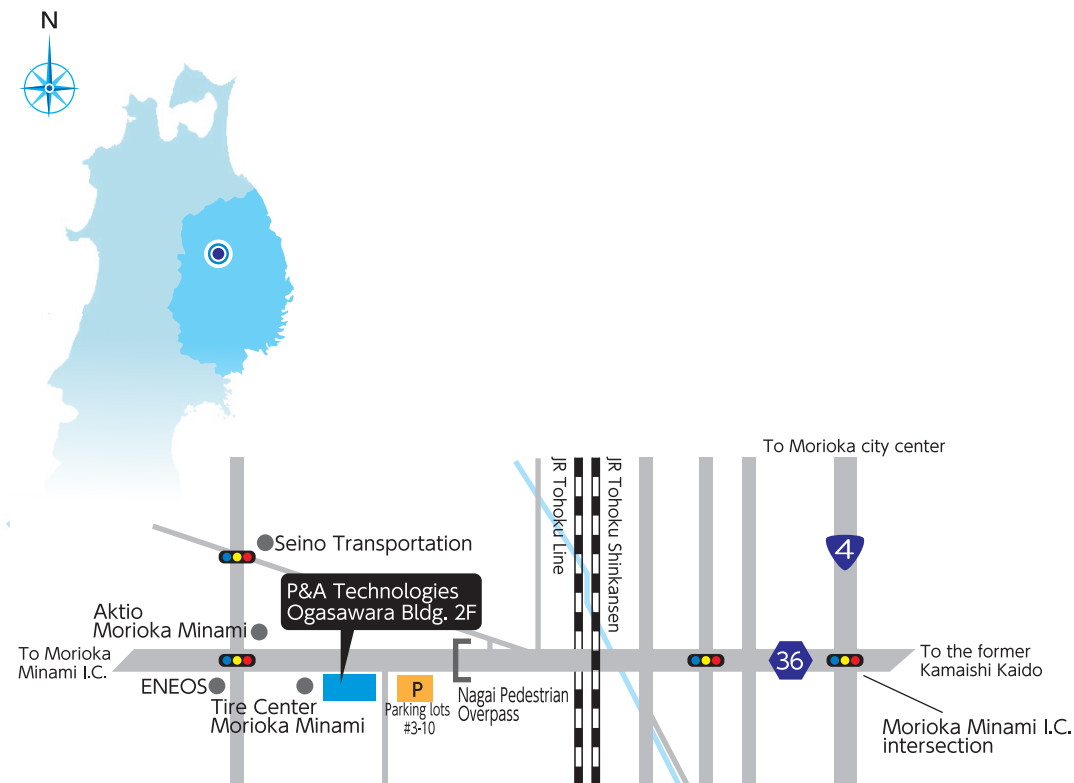 N
To Morioka city center
JR Tohoku Line
JR Tohoku Shinkansen
4
Seino Transportation
P&A Technologies
Ogasawara Bldg. 2F
Aktio
Morioka Minami
To Morioka
Minami I.C.
36
To the former
Kamaishi Kaido
ENEOS
Tire Center
Morioka Minami
P
Parking lots
#3-10
Nagai Pedestrian
Overpass
Morioka Minami I.C.
intersection